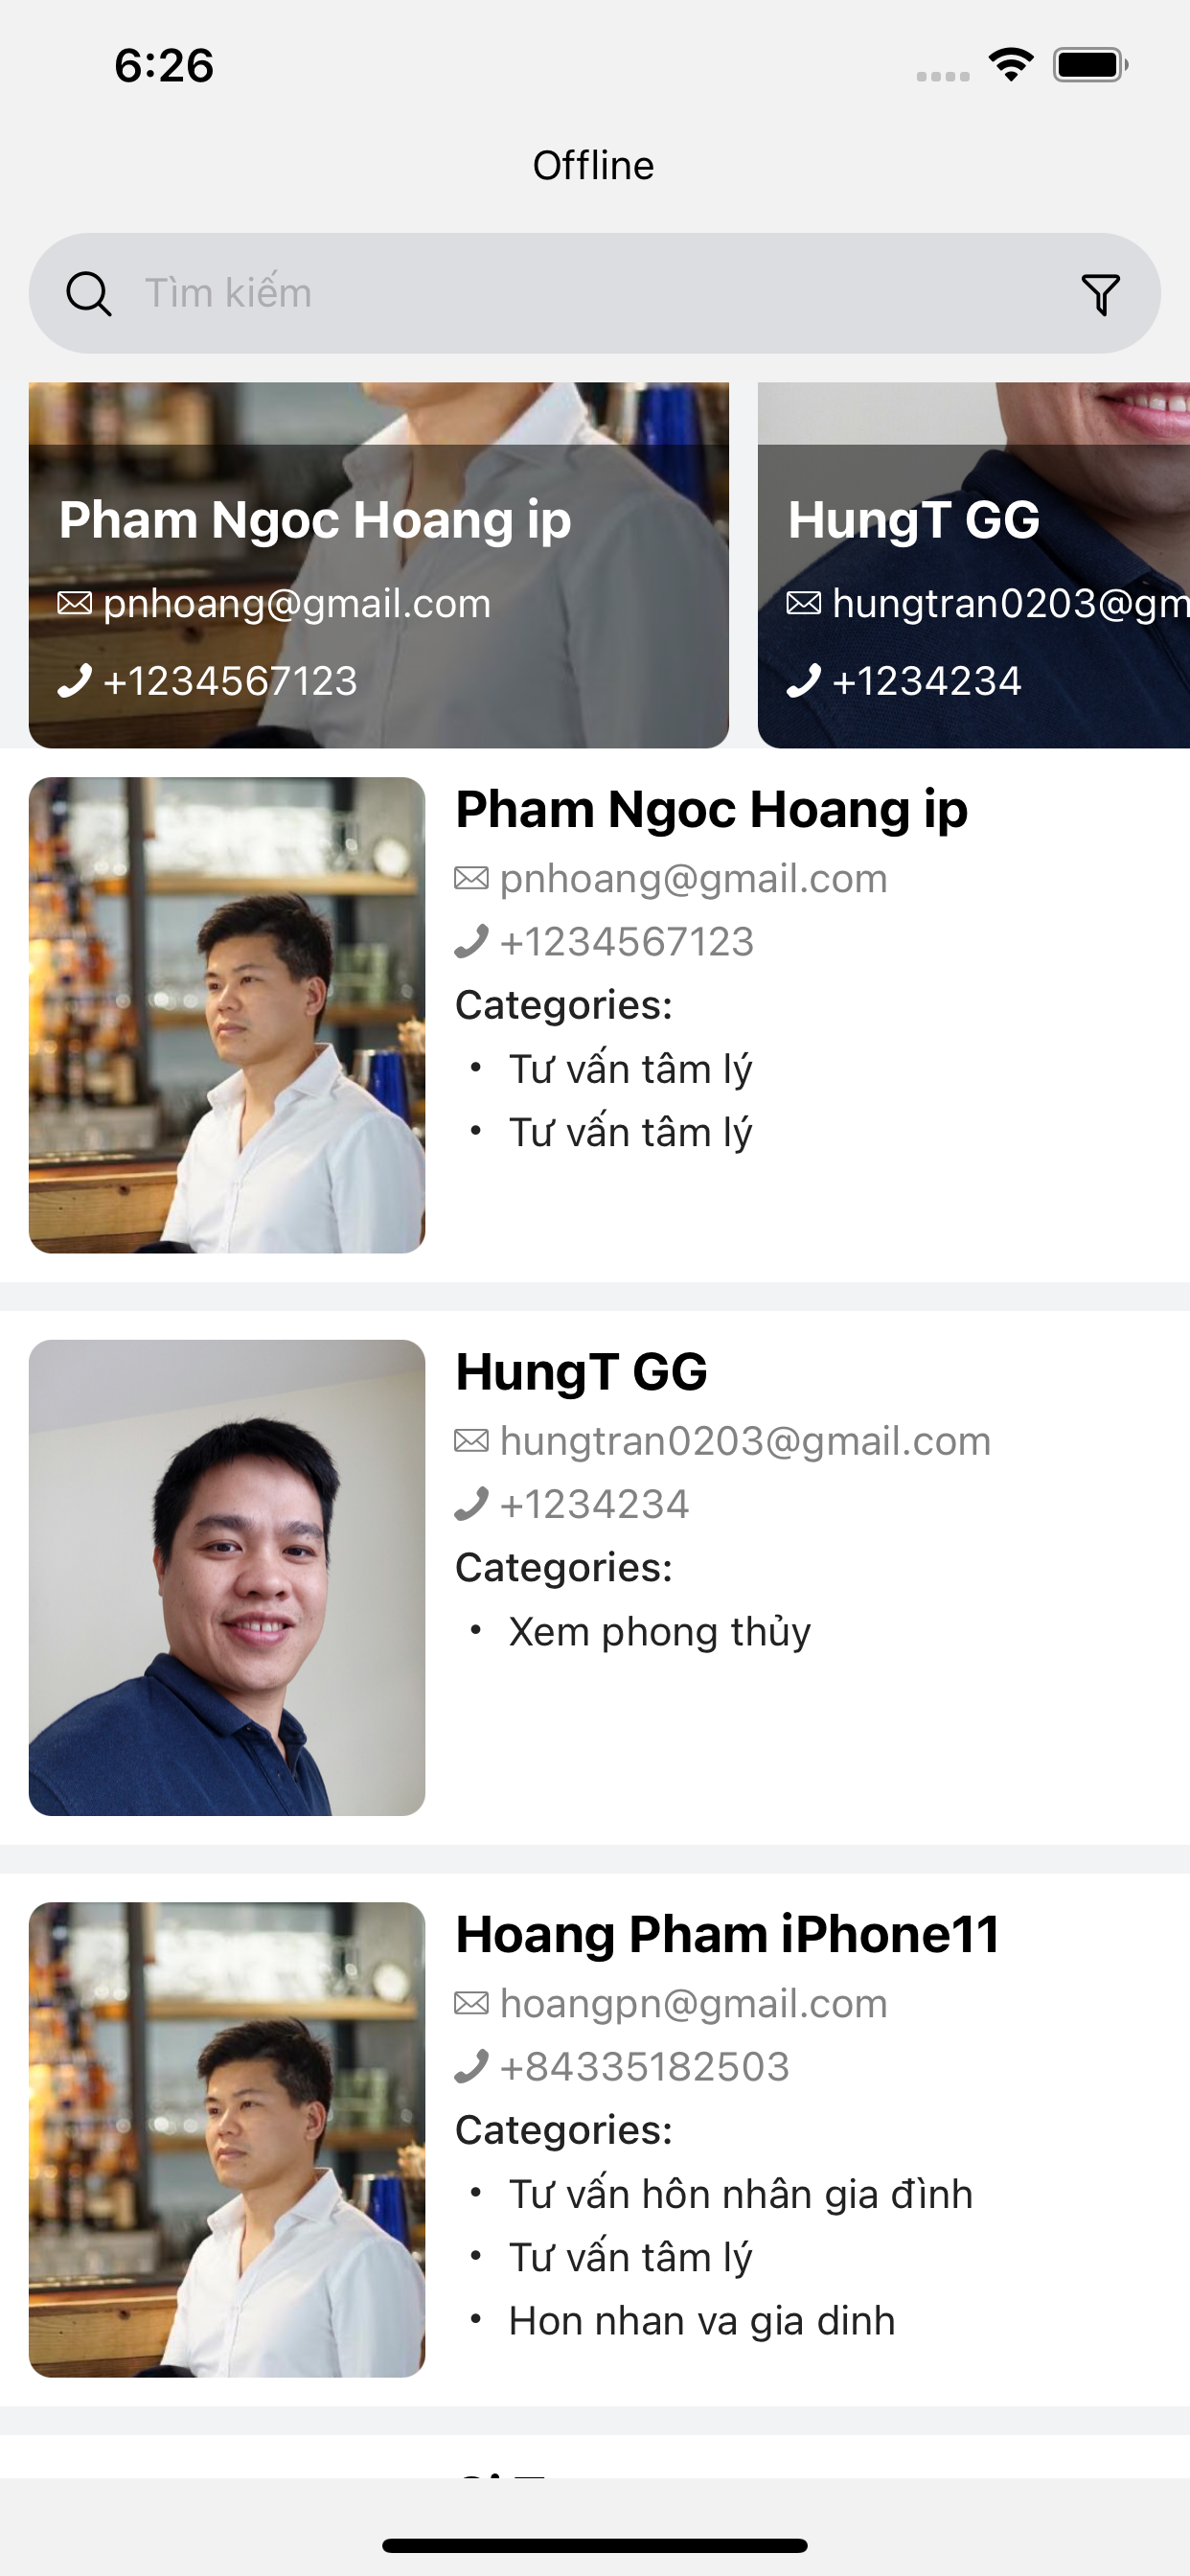 6:26
Offline
Tìm kiếm
Pham Ngoc Hoang ip
pnhoang@gmail.com
+1234567123
HungT GG
hungtran0203@gm
+1234234
Pham Ngoc Hoang ip
pnhoang@gmail.com
+1234567123
Categories:
• Tư vấn tâm lý
• Tư vấn tâm lý
HungT GG
hungtran0203@gmail.com
+1234234
Categories:
• Xem phong thủy
Hoang Pham iPhone11
hoangpn@gmail.com
+84335182503
Categories:
• Tư vấn hôn nhân gia đình
• Tư vấn tâm lý
• Hon nhan va gia dinh